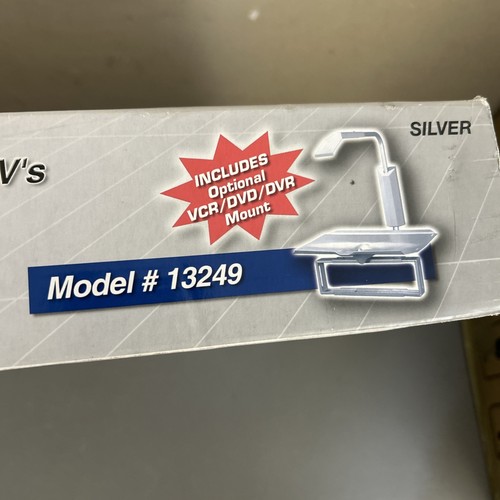 V's
INCLUDES
Optional
VCR/DVD/DVR
Mount
SILVER
Model # 13249